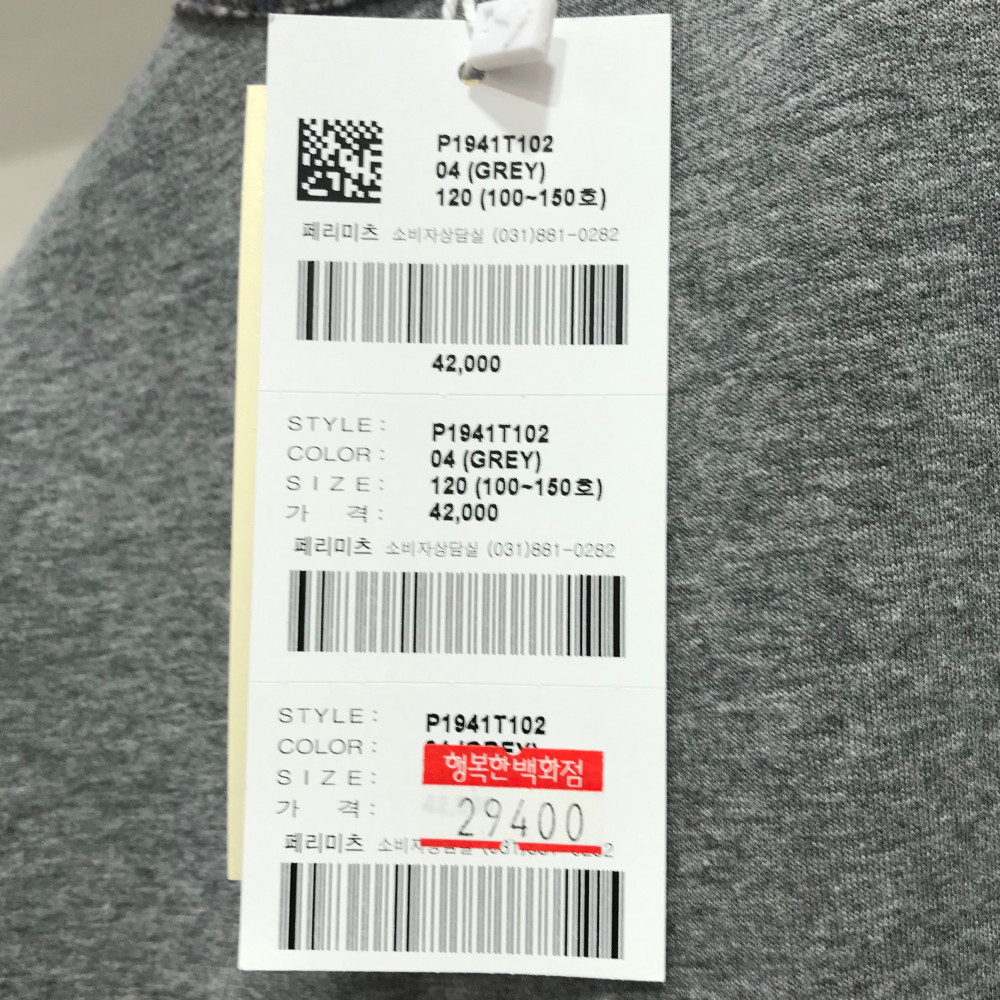 P1941T102
04 (GREY)
120 (100~150호)
페리미츠 소비자상담실 (031)881-0282
42,000
STYLE: P1941T102
COLOR: 04 (GREY)
SIZE: 120 (100~150호)
가 격: 42,000
페리미츠 소비자상담실 (031)881-0282
STYLE: P1941T102
COLOR: 04 (GREY)
행복한백화점
SIZE:
가 격: 29400
페리미츠